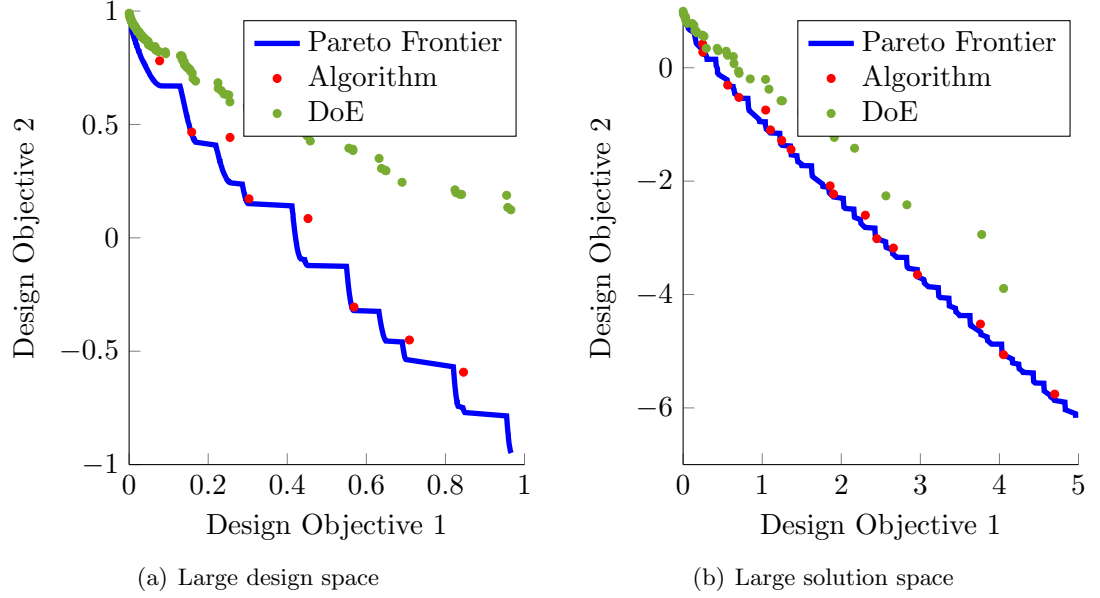 1
0.5
0
−0.5
−1
0
0.2
0.4
0.6
0.8
1
Design Objective 2
Design Objective 1
Pareto Frontier
Algorithm
DoE
(a) Large design space
0
−2
−4
−6
0
1
2
3
4
5
Design Objective 2
Design Objective 1
Pareto Frontier
Algorithm
DoE
(b) Large solution space